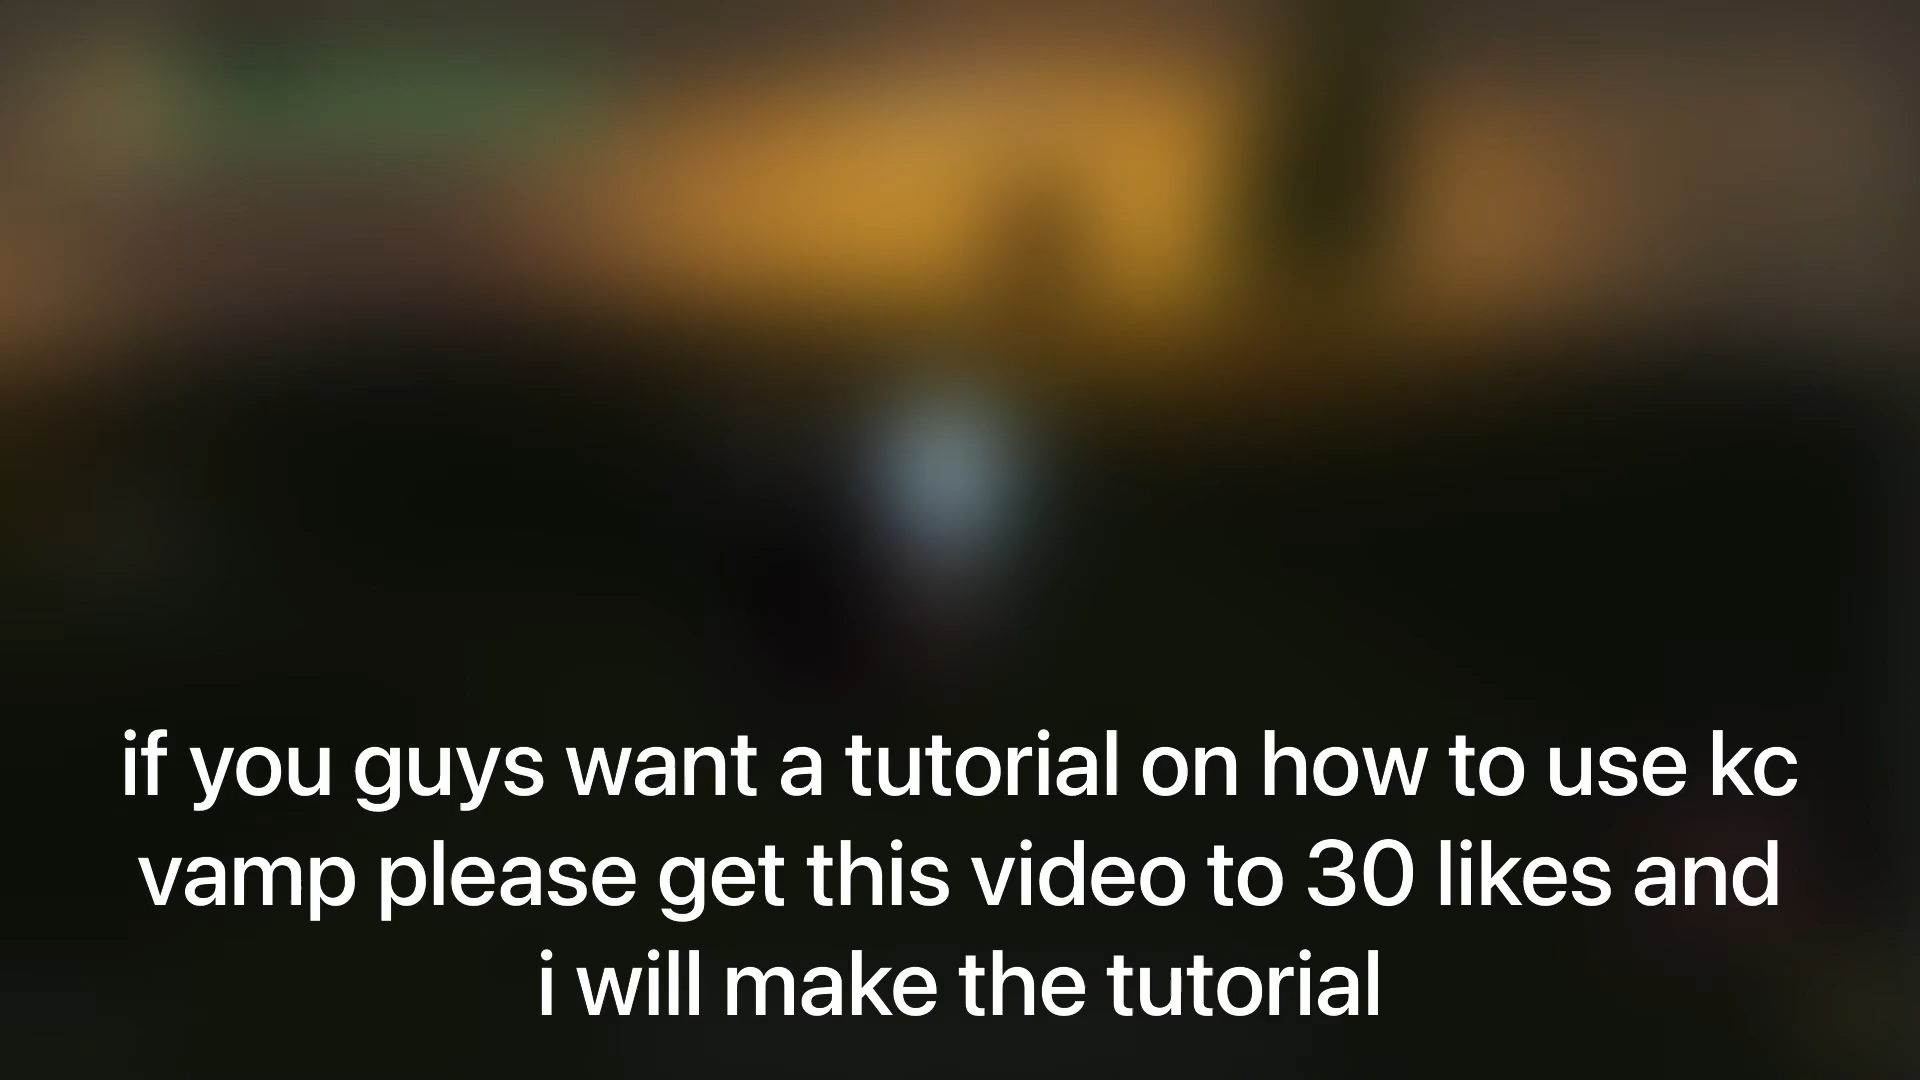 if you guys want a tutorial on how to use kc
vamp please get this video to 30 likes and
i will make the tutorial